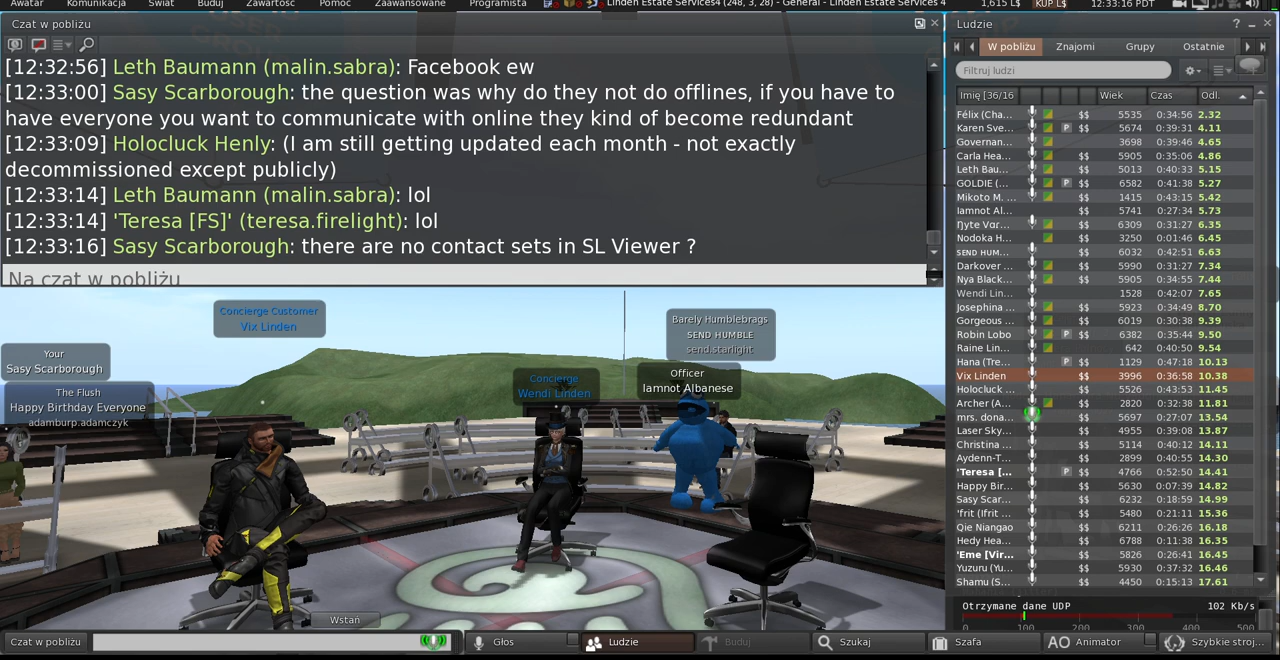 Awatar Komunikacja Świat Buduj Zawartość Pomoc Zaawansowane Programista
Linden Estate Services4 (248, 3, 28) - General - Linden Estate Services 4
1,615 L$ KUP L$ 12:33:16 PDT
Czat w pobliżu
[12:32:56] Leth Baumann (malin.sabra): Facebook ew
[12:33:00] Sasy Scarborough: the question was why do they not do offlines, if you have to
have everyone you want to communicate with online they kind of become redundant
[12:33:09] Holocluck Henly: (I am still getting updated each month - not exactly
decommissioned except publicly)
[12:33:14] Leth Baumann (malin.sabra): lol
[12:33:14] 'Teresa [FS]' (teresa.firelight): lol
[12:33:16] Sasy Scarborough: there are no contact sets in SL Viewer ?
Na czat w pobliżu
Concierge Customer
Vix Linden
Your
Sasy Scarborough
The Flush
Happy Birthday Everyone
adamburp.adamczyk
Concierge
Wendi Linden
Barely Humblebrags
SEND HUMBLE
send.starlight
Officer
Iamnot Albanese
Wstań
Ludzie
W pobliżu Znajomi Grupy Ostatnie
Filtruj ludzi
Imię [36/16 Wiek Czas Odl.
Félix (Cha... $$ 5535 0:34:56 2.32
Karen Sve... P $$ 5674 0:39:31 4.11
Governan... 3698 0:39:46 4.65
Carla Hea... $$ 5905 0:35:06 4.86
Leth Bau... $$ 5013 0:40:33 5.15
GOLDIE (... P $$ 6582 0:41:38 5.27
Mikoto M. ... $$ 1415 0:43:15 5.42
Iamnot Al... $$ 5741 0:27:34 5.73
Ŋyte Vαr... $$ 6309 0:31:27 6.35
Nodoka H... $$ 3250 0:01:46 6.45
SEND HUM... $$ 6032 0:42:51 6.63
Darkover ... $$ 5990 0:31:27 7.34
Nya Black... $$ 5905 0:34:55 7.44
Wendi Lin... 1528 0:42:07 7.65
Josephina ... $$ 5923 0:34:49 8.70
Gorgeous ... $$ 6019 0:30:38 9.39
Robin Lobo P $$ 6382 0:35:44 9.50
Raine Lin... 642 0:40:50 9.54
Hana (Tre... P $$ 1129 0:47:18 10.13
Vix Linden $$ 3996 0:36:58 10.38
Holocluck ... $$ 5526 0:43:53 11.45
Archer (A... $$ 2820 0:32:38 11.81
mrs. dona... $$ 5697 0:27:07 13.54
Laser Sky... $$ 4955 0:39:08 13.87
Christina ... $$ 5114 0:40:12 14.11
Aydenn-T... $$ 2899 0:40:55 14.30
'Teresa [... P $$ 4766 0:52:50 14.41
Happy Bir... $$ 5630 0:07:39 14.82
Sasy Scar... $$ 6232 0:18:59 14.99
'frit (Ifrit ... $$ 5480 0:21:11 15.36
Qie Niangao $$ 6211 0:26:26 16.18
Hedy Hea... $$ 6788 0:11:38 16.35
'Eme [Vir... $$ 5826 0:26:41 16.45
Yuzuru (Yu... $$ 5930 0:37:32 16.46
Shamu (S... $$ 4450 0:15:13 17.61
Otrzymane dane UDP 102 Kb/s
0 100 200 300 400 500
Czat w pobliżu Głos Ludzie Buduj Szukaj Szafa AO Animator Szybkie stroj...